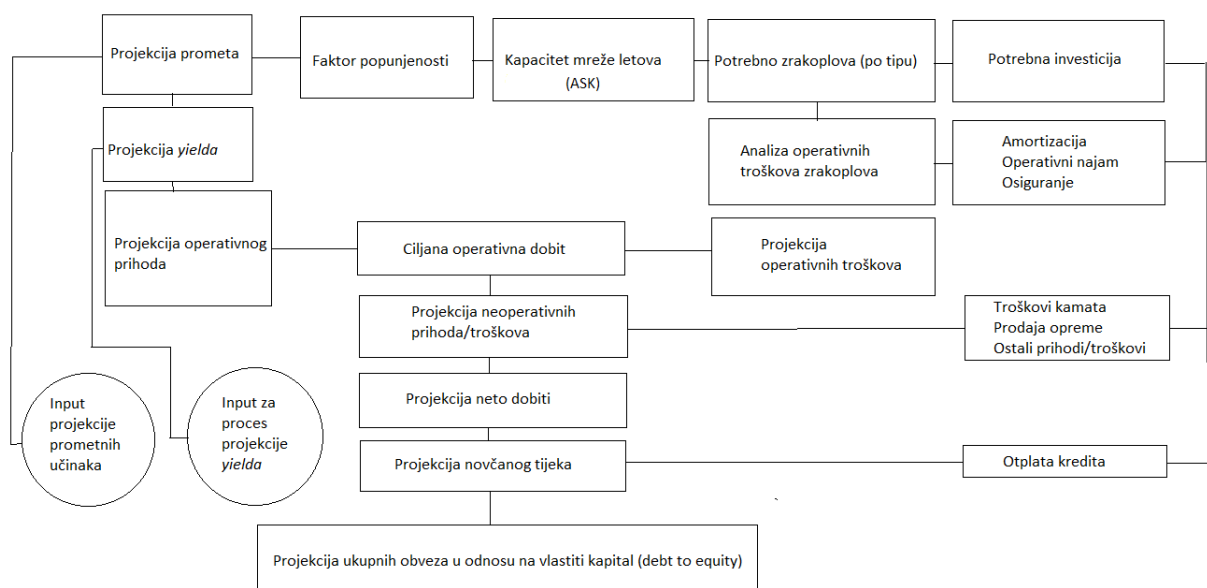 Projekcija prometa
Faktor popunjenosti
Kapacitet mreže letova
(ASK)
Potrebno zrakoplova (po tipu)
Potrebna investicija
Projekcija yielda
Analiza operativnih
troškova zrakoplova
Amortizacija
Operativni najam
Osiguranje
Projekcija operativnog
prihoda
Ciljana operativna dobit
Projekcija
operativnih troškova
Projekcija neoperativnih
prihoda/troškova
Troškovi kamata
Prodaja opreme
Ostali prihodi/troškovi
Input
projekcije
prometnih
učinaka
Input za
proces
projekcije
yielda
Projekcija neto dobiti
Projekcija novčanog tijeka
Otplata kredita
Projekcija ukupnih obveza u odnosu na vlastiti kapital (debt to equity)